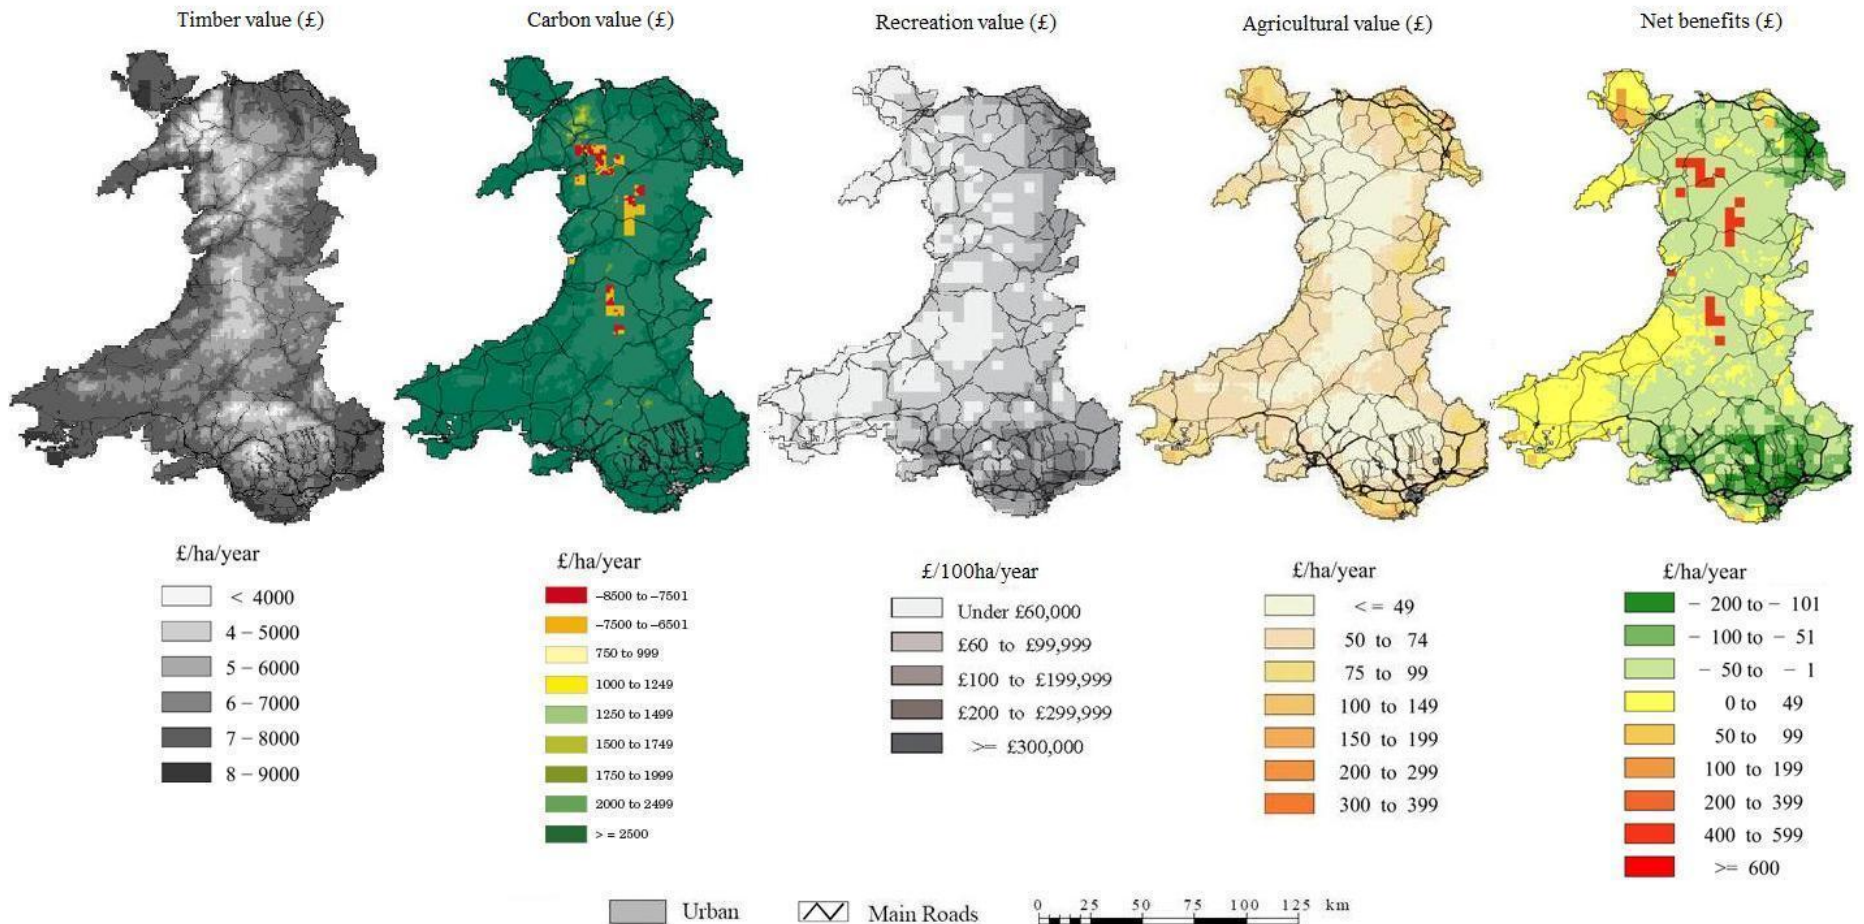 Timber value (£)
Carbon value (£)
Recreation value (£)
Agricultural value (£)
Net benefits (£)
£/ha/year
< 4000
4 – 5000
5 – 6000
6 – 7000
7 – 8000
8 – 9000
£/ha/year
–8500 to –7501
–7500 to –6501
750 to 999
1000 to 1249
1250 to 1499
1500 to 1749
1750 to 1999
2000 to 2499
> = 2500
£/100ha/year
Under £60,000
£60 to £99,999
£100 to £199,999
£200 to £299,999
>= £300,000
£/ha/year
<= 49
50 to 74
75 to 99
100 to 149
150 to 199
200 to 299
300 to 399
£/ha/year
– 200 to – 101
– 100 to – 51
– 50 to – 1
0 to 49
50 to 99
100 to 199
200 to 399
400 to 599
>= 600
Urban
Main Roads
0 25 50 75 100 125 km